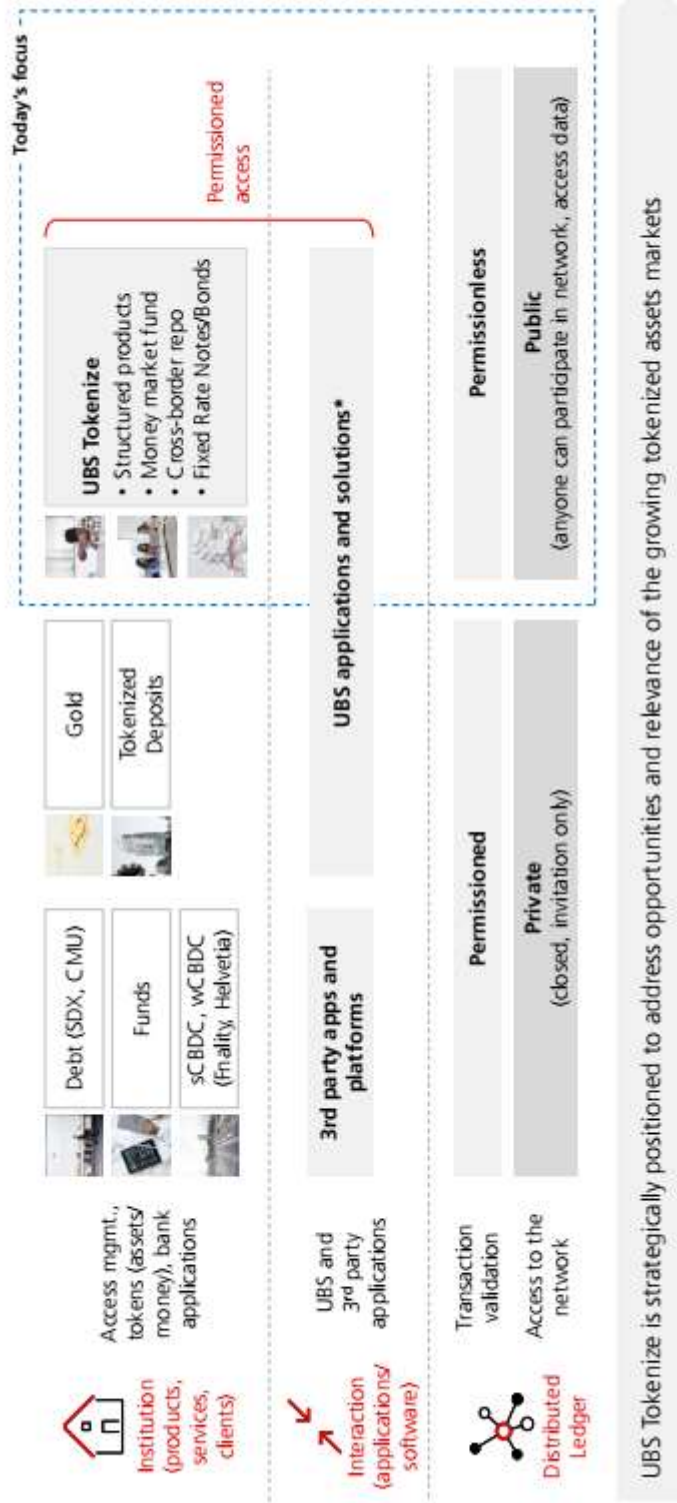 Today's focus
Institution
(products,
services,
clients)
Access mgmt.,
tokens (assets/
money), bank
applications
Debt (SDX, CMU)
Funds
sCBDC, wCBDC
(Fnality, Helvetia)
Gold
Tokenized
Deposits
UBS Tokenize
• Structured products
• Money market fund
• Cross-border repo
• Fixed Rate Notes/Bonds
Permissioned
access
Interaction
(applications/
software)
UBS and
3rd party
applications
3rd party apps and
platforms
UBS applications and solutions*
Distributed
Ledger
Transaction
validation
Permissioned
Permissionless
Access to the
network
Private
(closed, invitation only)
Public
(anyone can participate in network, access data)
UBS Tokenize is strategically positioned to address opportunities and relevance of the growing tokenized assets markets